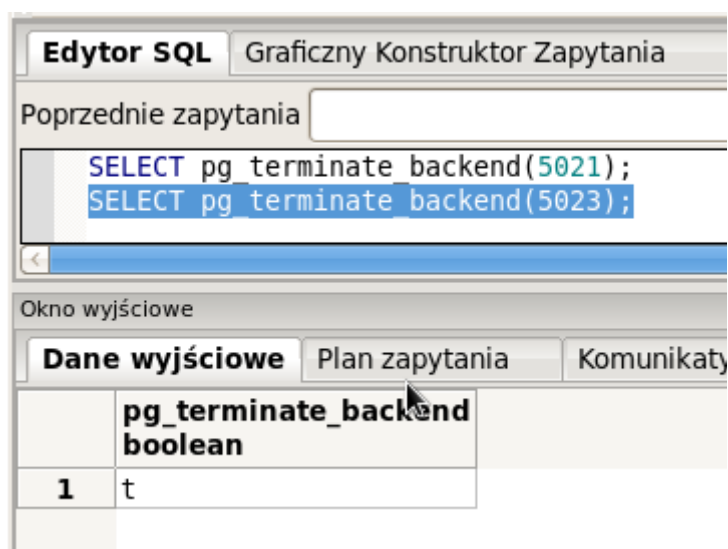 Edytor SQL Graficzny Konstruktor Zapytania
Poprzednie zapytania
SELECT pg_terminate_backend(5021);
SELECT pg_terminate_backend(5023);
Okno wyjściowe
Dane wyjściowe Plan zapytania Komunikaty
pg_terminate_backend
boolean
1 t